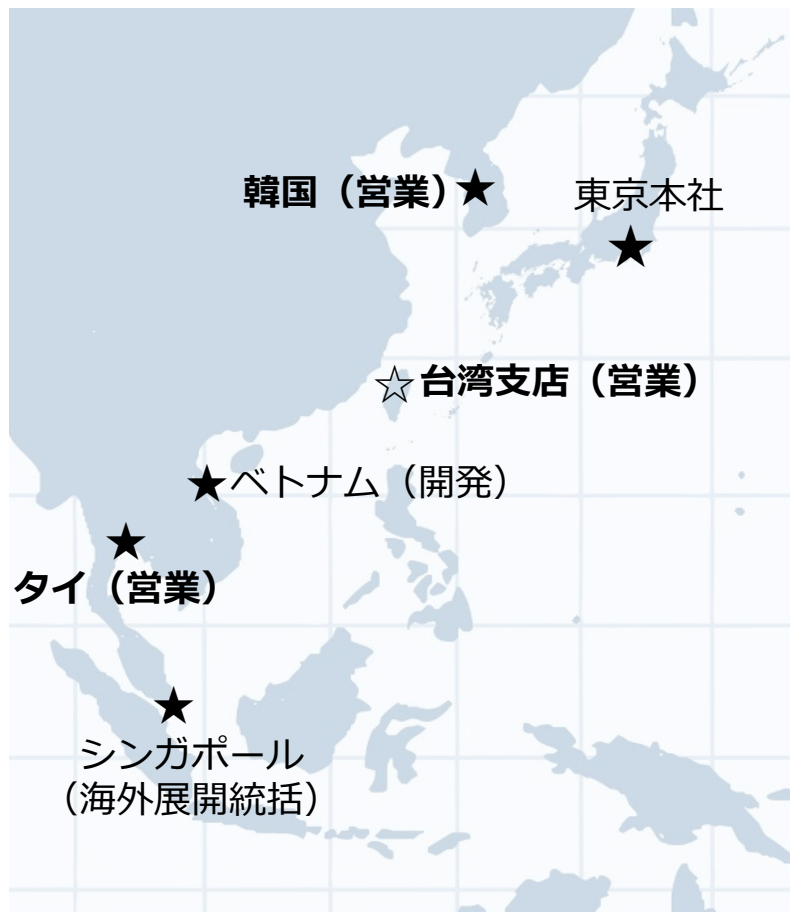 韓国（営業）★
東京本社
★
☆台湾支店（営業）
★ベトナム（開発）
★
タイ（営業）
★
シンガポール
（海外展開統括）